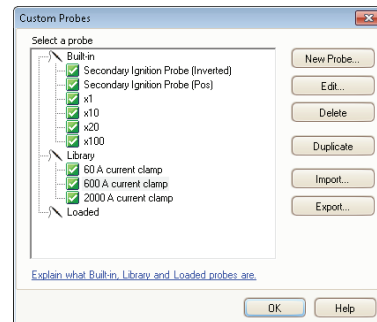 Custom Probes
Select a probe
Built-in
Secondary Ignition Probe (Inverted)
Secondary Ignition Probe (Pos)
x1
x10
x20
x100
Library
60 A current clamp
600 A current clamp
2000 A current clamp
Loaded
New Probe...
Edit...
Delete
Duplicate
Import...
Export...
Explain what Built-in, Library and Loaded probes are.
OK
Help